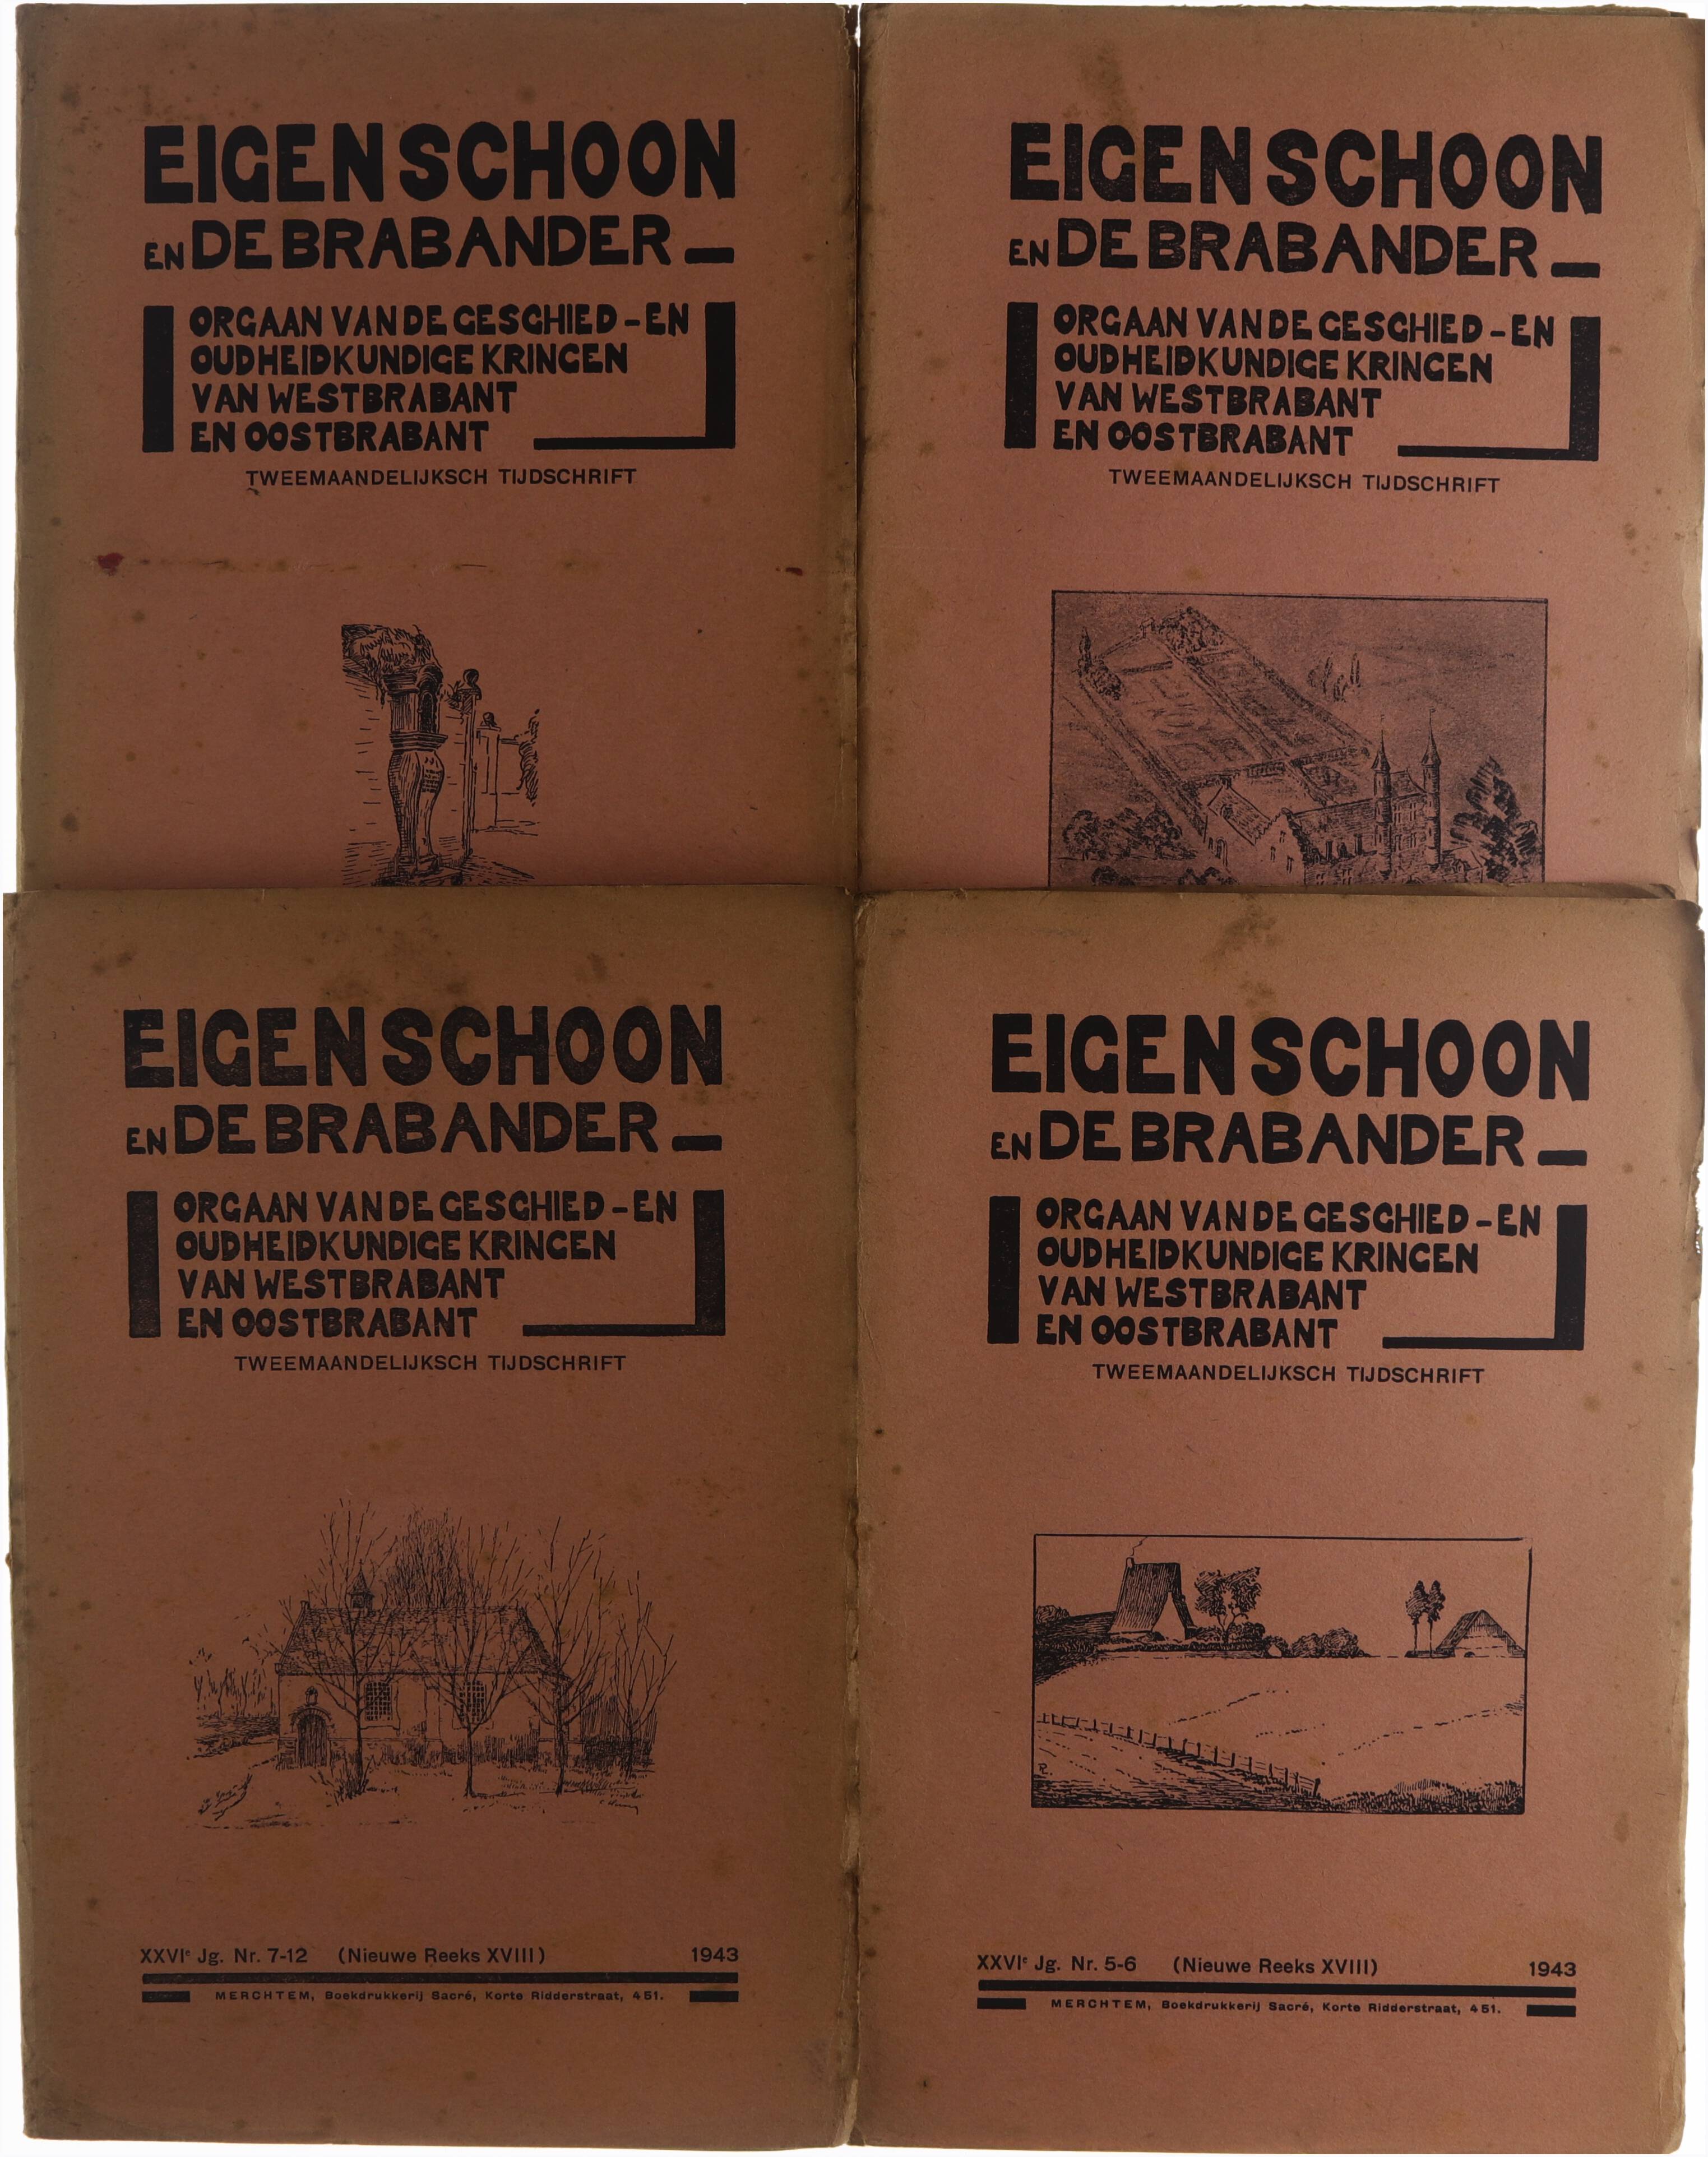 EIGEN SCHOON
EN DE BRABANDER
ORGAAN VAN DE GESCHIED-EN
OUDHEIDKUNDIGE KRINGEN
VAN WESTBRABANT
EN OOSTBRABANT
TWEEMAANDELIJKSCH TIJDSCHRIFT
EIGEN SCHOON
EN DE BRABANDER
ORGAAN VAN DE GESCHIED-EN
OUDHEIDKUNDIGE KRINGEN
VAN WESTBRABANT
EN OOSTBRABANT
TWEEMAANDELIJKSCH TIJDSCHRIFT
EIGEN SCHOON
EN DE BRABANDER
ORGAAN VAN DE GESCHIED-EN
OUDHEIDKUNDIGE KRINGEN
VAN WESTBRABANT
EN OOSTBRABANT
TWEEMAANDELIJKSCH TIJDSCHRIFT
XXVIe Jg. Nr. 7-12 (Nieuwe Reeks XVIII) 1943
MERCHTEM, Boekdrukkerij Sacré, Korte Ridderstraat, 451.
EIGEN SCHOON
EN DE BRABANDER
ORGAAN VAN DE GESCHIED-EN
OUDHEIDKUNDIGE KRINGEN
VAN WESTBRABANT
EN OOSTBRABANT
TWEEMAANDELIJKSCH TIJDSCHRIFT
XXVIe Jg. Nr. 5-6 (Nieuwe Reeks XVIII) 1943
MERCHTEM, Boekdrukkerij Sacré, Korte Ridderstraat, 451.